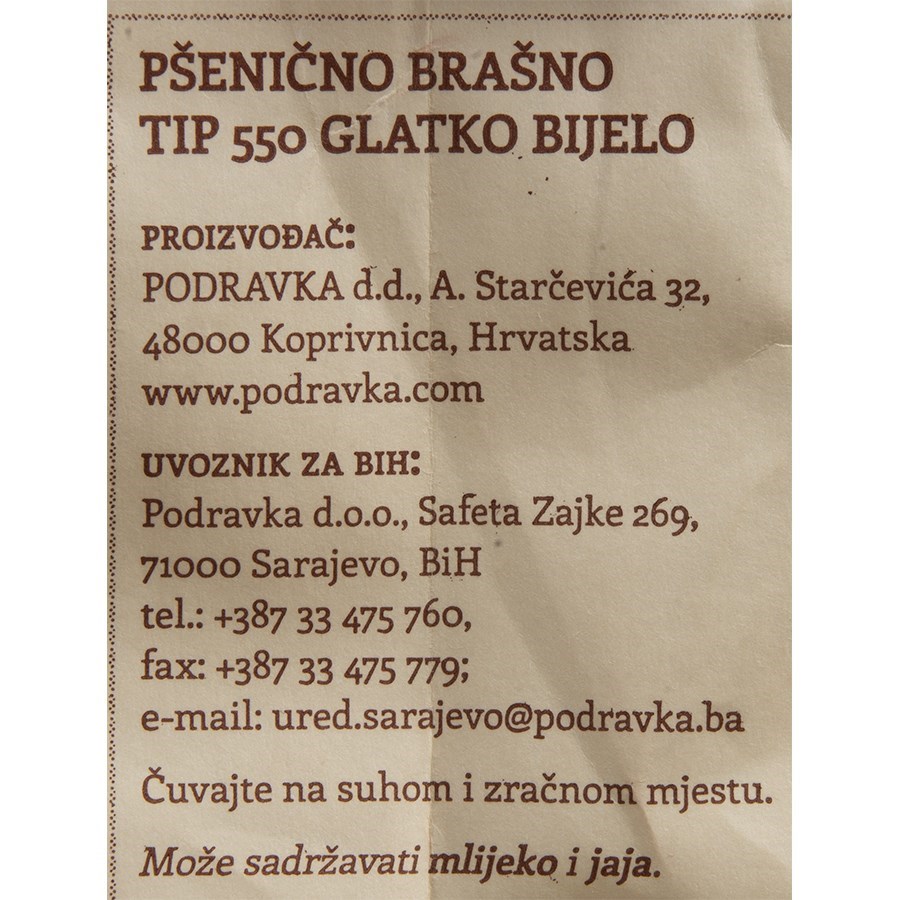 PŠENIČNO BRAŠNO
TIP 550 GLATKO BIJELO
PROIZVOĐAČ:
PODRAVKA d.d., A. Starčevića 32,
48000 Koprivnica, Hrvatska
www.podravka.com
UVOZNIK ZA BIH:
Podravka d.o.o., Safeta Zajke 269,
71000 Sarajevo, BiH
tel.: +387 33 475 760,
fax: +387 33 475 779;
e-mail: ured.sarajevo@podravka.ba
Čuvajte na suhom i zračnom mjestu.
Može sadržavati mlijeko i jaja.